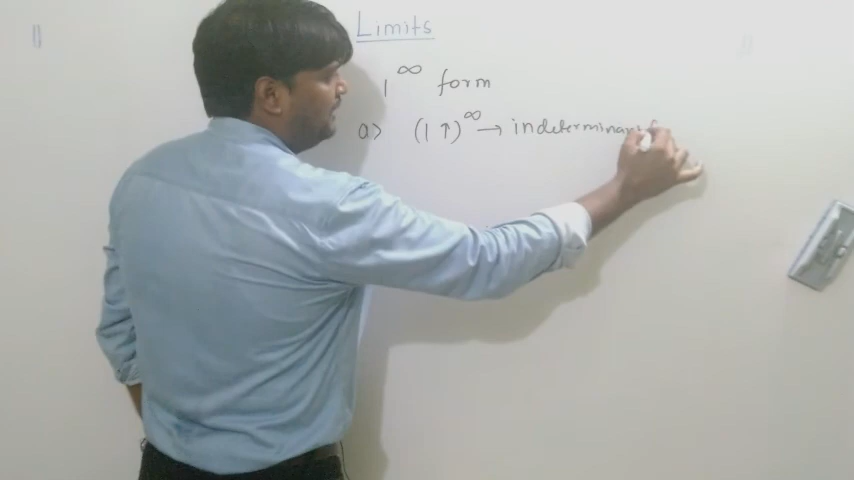 Limits
1^∞ form
a> (1 ↑)^∞ → indeterminant